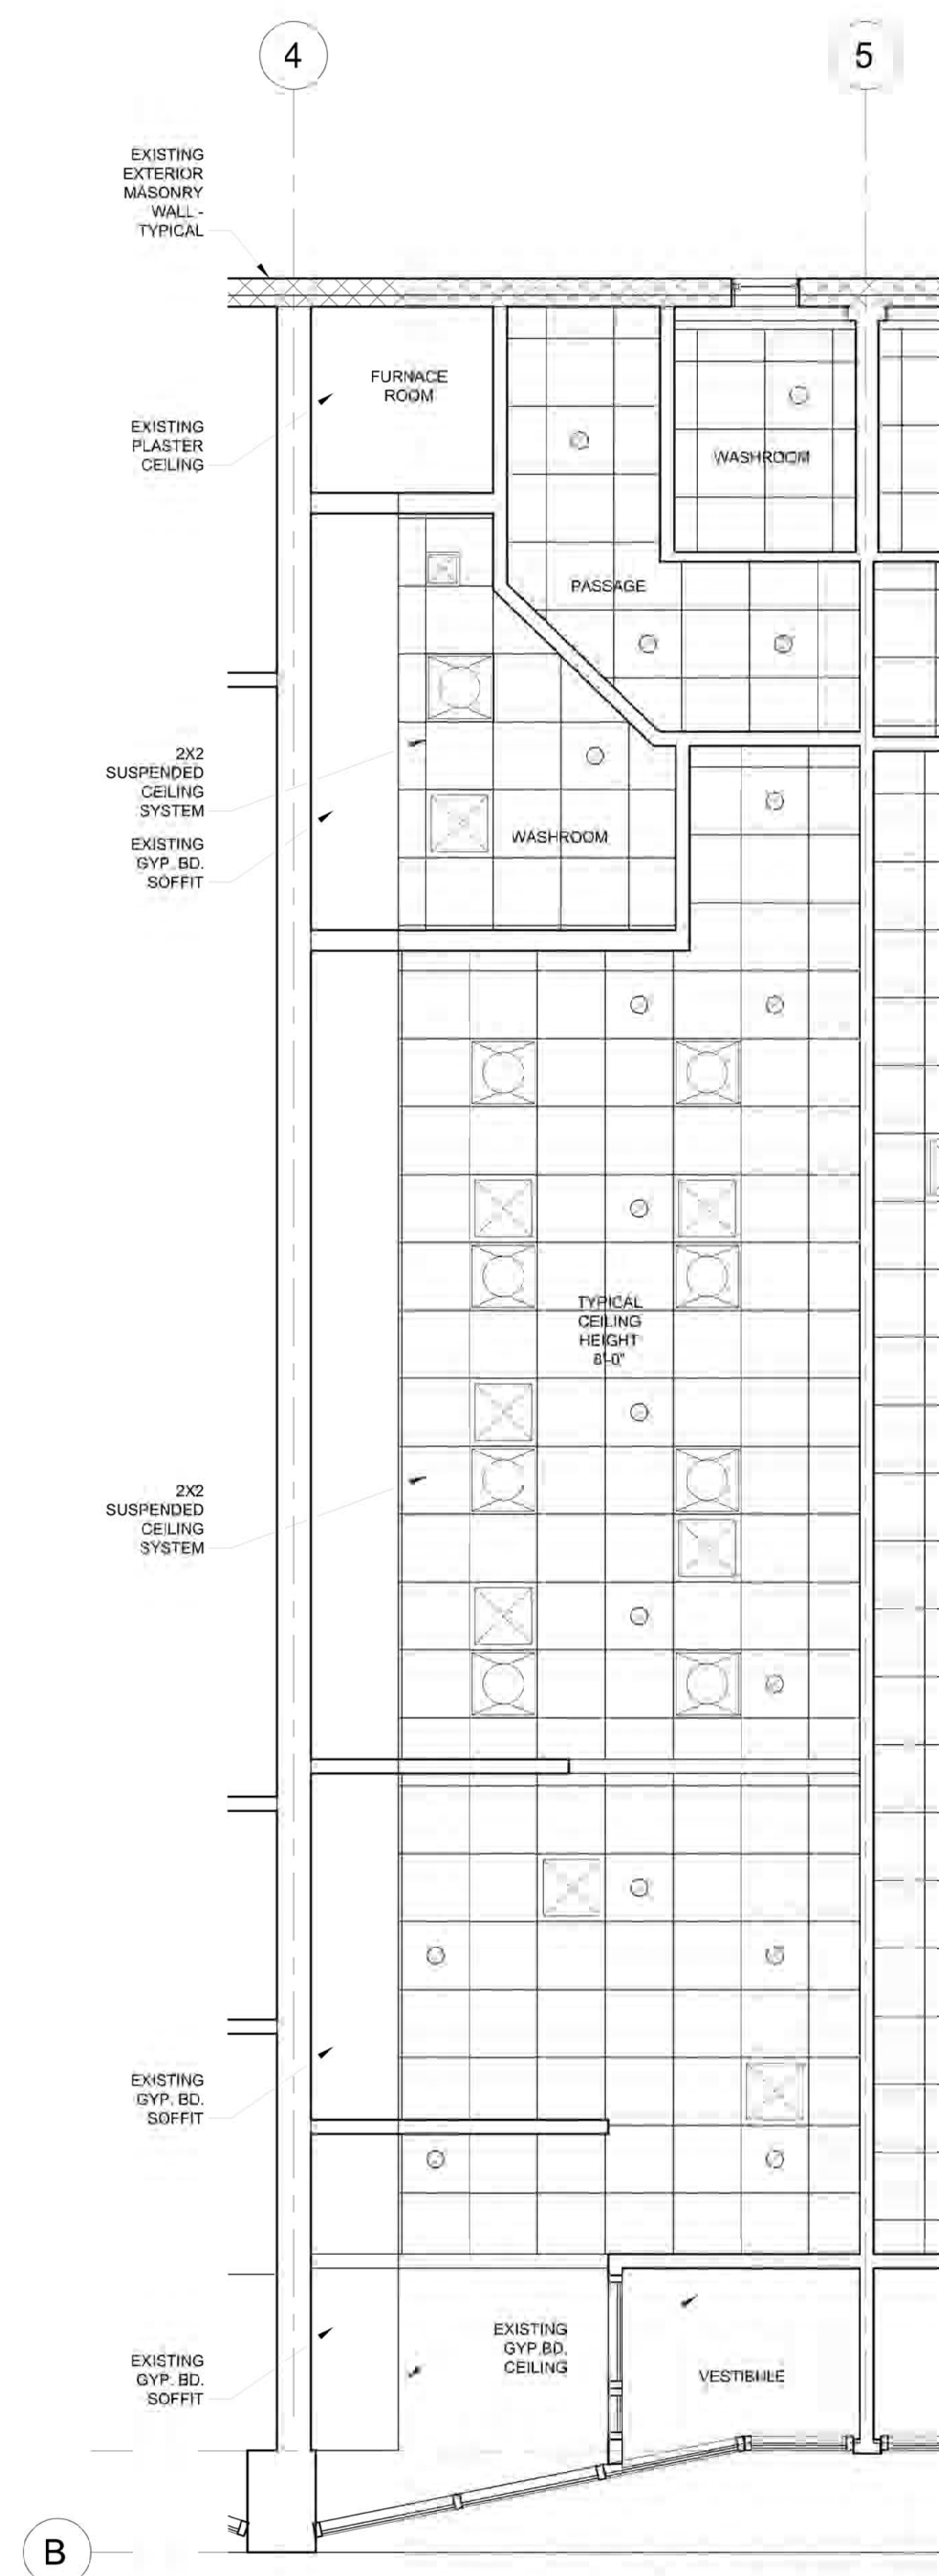 4
5
EXISTING
EXTERIOR
MASONRY
WALL -
TYPICAL
FURNACE
ROOM
EXISTING
PLASTER
CEILING
WASHROOM
PASSAGE
2X2
SUSPENDED
CEILING
SYSTEM
EXISTING
GYP. BD.
SOFFIT
WASHROOM
TYPICAL
CEILING
HEIGHT
8'-0"
2X2
SUSPENDED
CEILING
SYSTEM
EXISTING
GYP. BD.
SOFFIT
EXISTING
GYP.BD.
CEILING
EXISTING
GYP. BD.
SOFFIT
VESTIBULE
B